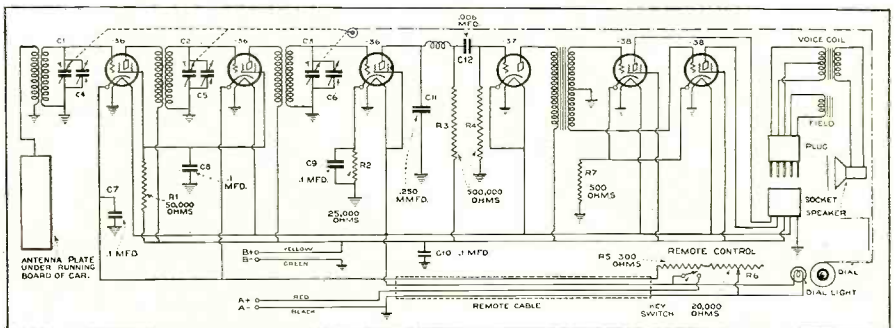 .006
MFD.
C1
-36
C2
-36
C3
-36
C12
-37
-38
-38
VOICE COIL
C4
C5
C6
C11
R3
R4
FIELD
PLUG
C7
R1
50,000
OHMS
C8
.1
MFD.
C9
.1 MFD.
R2
25,000
OHMS
.250
MMFD.
500,000
OHMS
R7
500
OHMS
SOCKET
SPEAKER
.1 MFD
C10 .1 MFD
ANTENNA PLATE
UNDER RUNNING
BOARD OF CAR.
B+
YELLOW
B-
GREEN
R5 300
OHMS
REMOTE CONTROL
R6
DIAL
DIAL LIGHT
A+
RED
A-
BLACK
REMOTE CABLE
KEY
SWITCH
20,000
OHMS